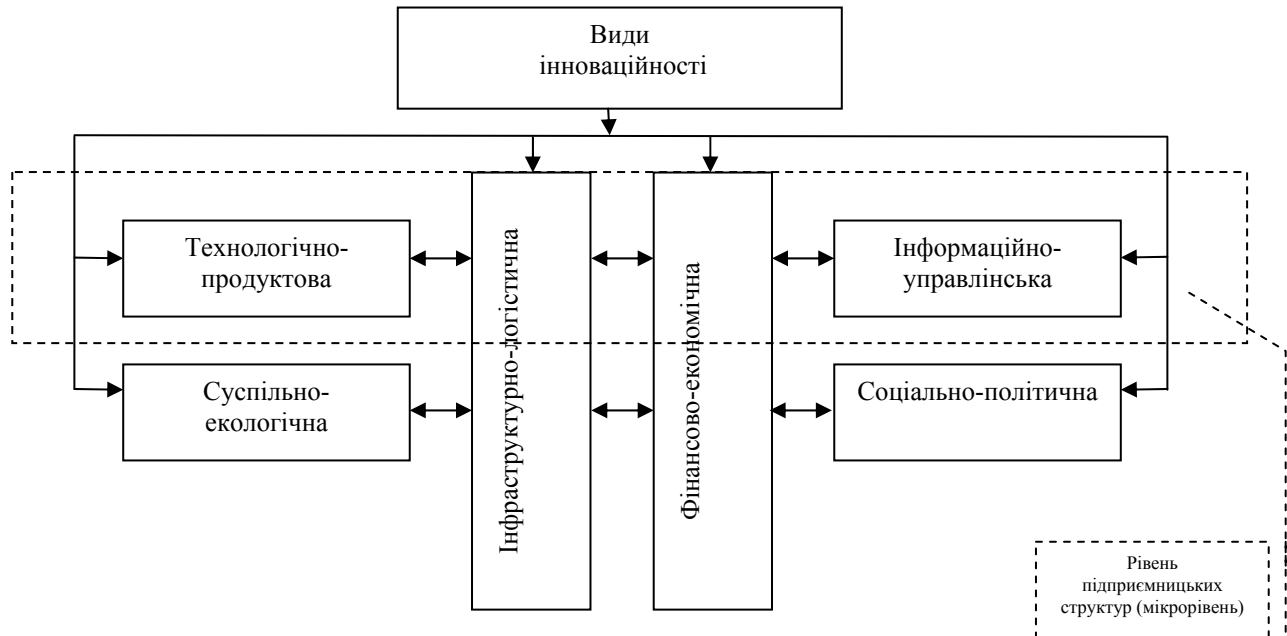 Види
інноваційності
Технологічно-
продуктова
Інфраструктурно-логістична
Фінансово-економічна
Інформаційно-
управлінська
Суспільно-
екологічна
Соціально-політична
Рівень
підприємницьких
структур (мікрорівень)